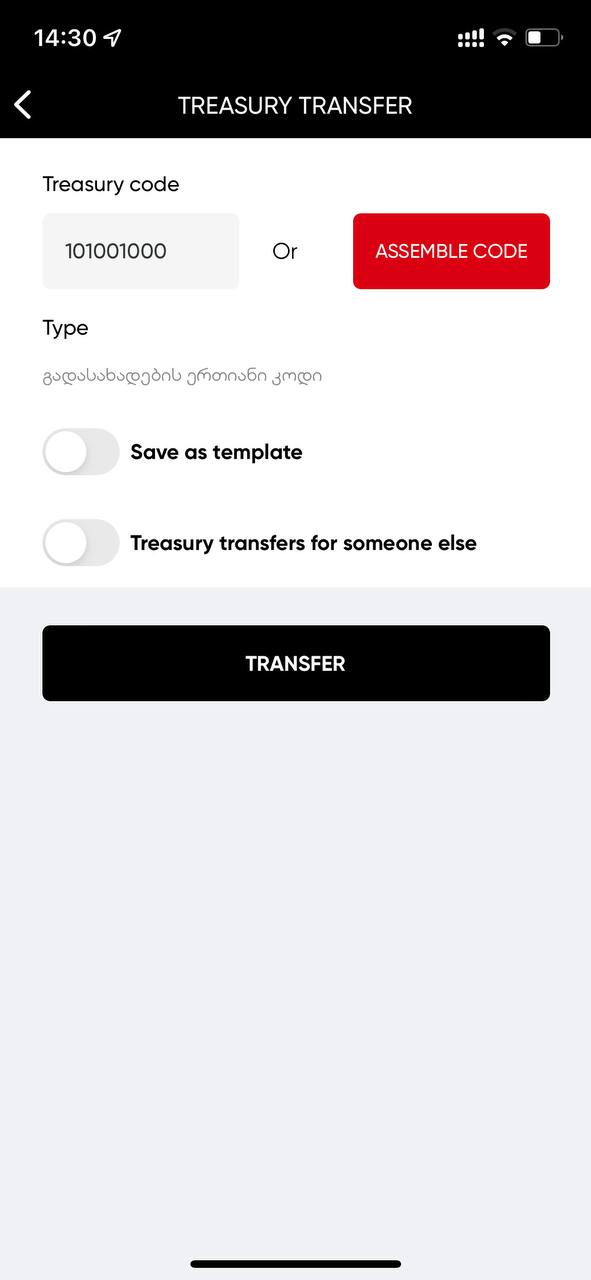 14:30
TREASURY TRANSFER
Treasury code
101001000 Or ASSEMBLE CODE
Type
გადასახადების ერთიანი კოდი
Save as template
Treasury transfers for someone else
TRANSFER